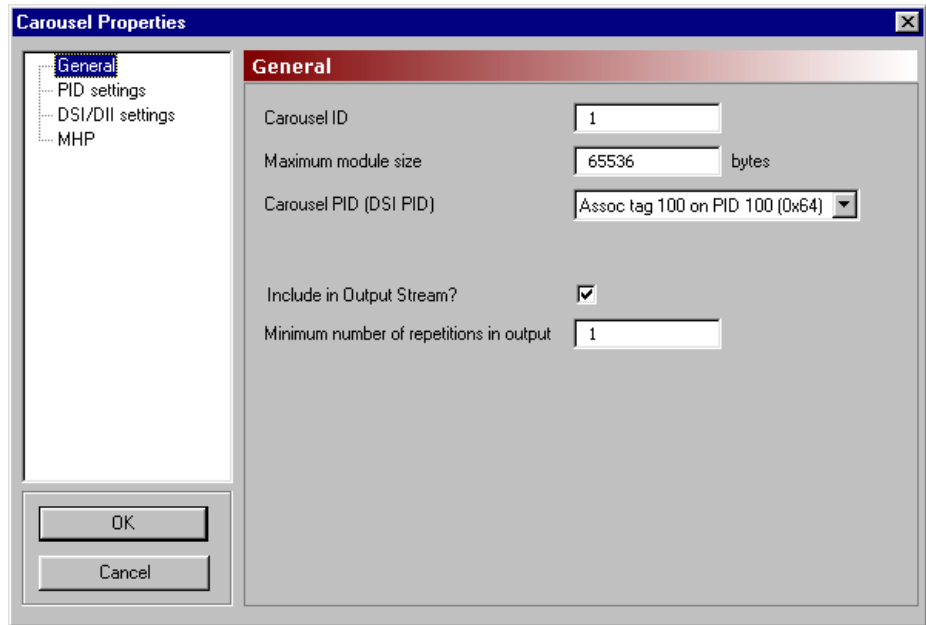 Carousel Properties
General
PID settings
DSI/DII settings
MHP
OK
Cancel
General
Carousel ID 1
Maximum module size 65536 bytes
Carousel PID (DSI PID) Assoc tag 100 on PID 100 (0x64)
Include in Output Stream?
Minimum number of repetitions in output 1